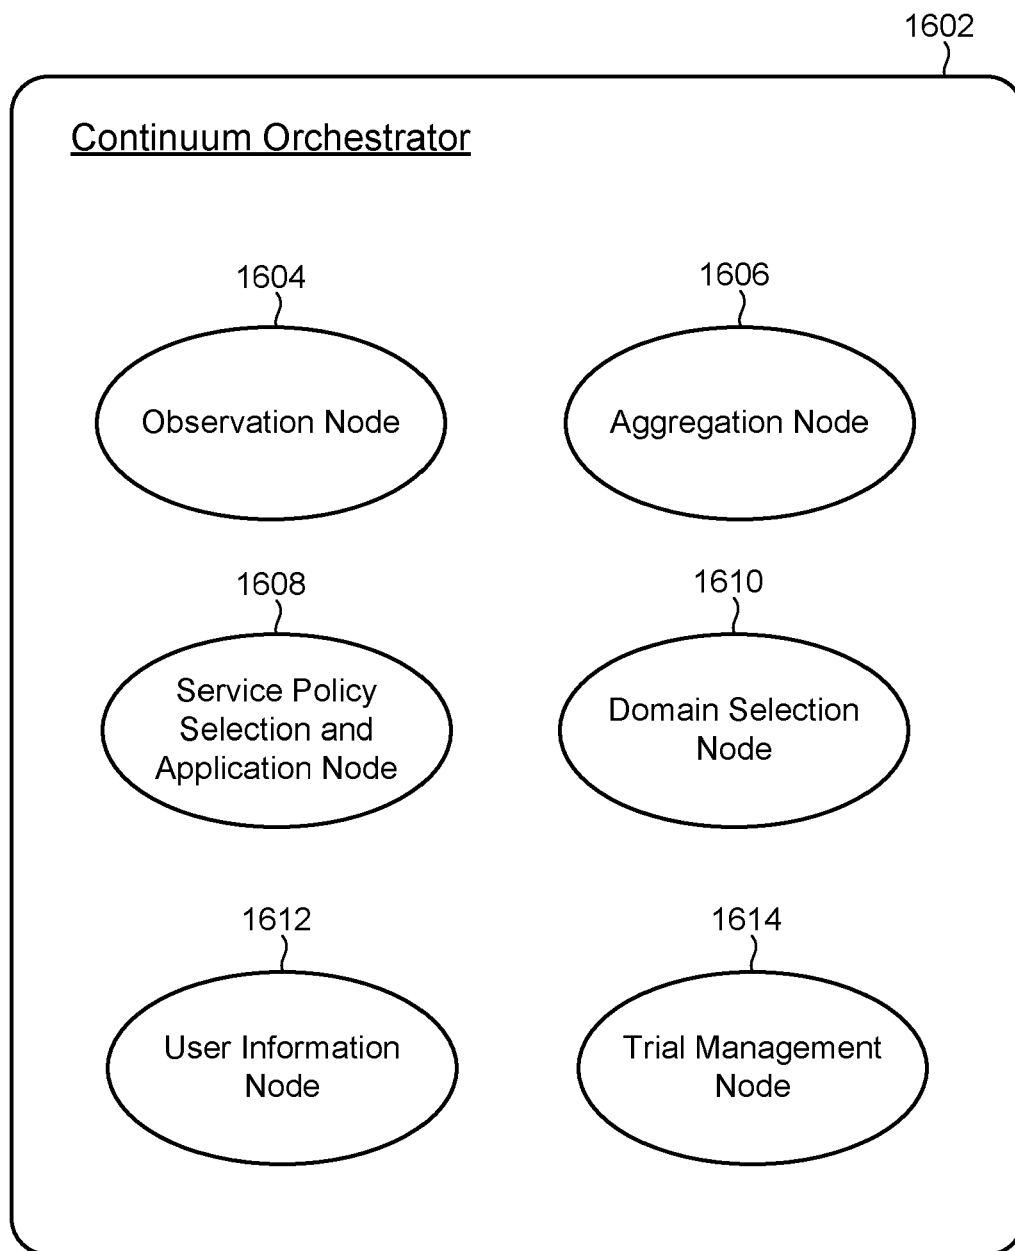 1602
Continuum Orchestrator
1604
1606
Observation Node
Aggregation Node
1608
1610
Service Policy
Selection and
Application Node
Domain Selection
Node
1612
1614
User Information
Node
Trial Management
Node